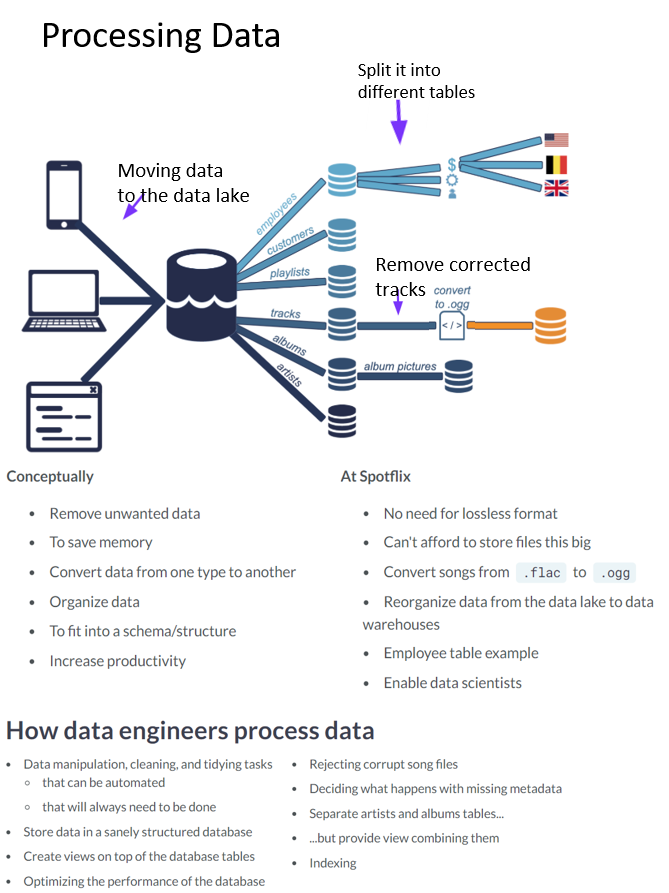 Processing Data
Split it into
different tables
Moving data
to the data lake
employees
customers
playlists
Remove corrected
tracks
convert
to .ogg
tracks
$
</>
albums
album pictures
artists
Conceptually
• Remove unwanted data
• To save memory
• Convert data from one type to another
• Organize data
• To fit into a schema/structure
• Increase productivity
At Spotflix
• No need for lossless format
• Can't afford to store files this big
• Convert songs from .flac to .ogg
• Reorganize data from the data lake to data
warehouses
• Employee table example
• Enable data scientists
How data engineers process data
• Data manipulation, cleaning, and tidying tasks
◦ that can be automated
◦ that will always need to be done
• Store data in a sanely structured database
• Create views on top of the database tables
• Optimizing the performance of the database
• Rejecting corrupt song files
• Deciding what happens with missing metadata
• Separate artists and albums tables...
• ...but provide view combining them
• Indexing